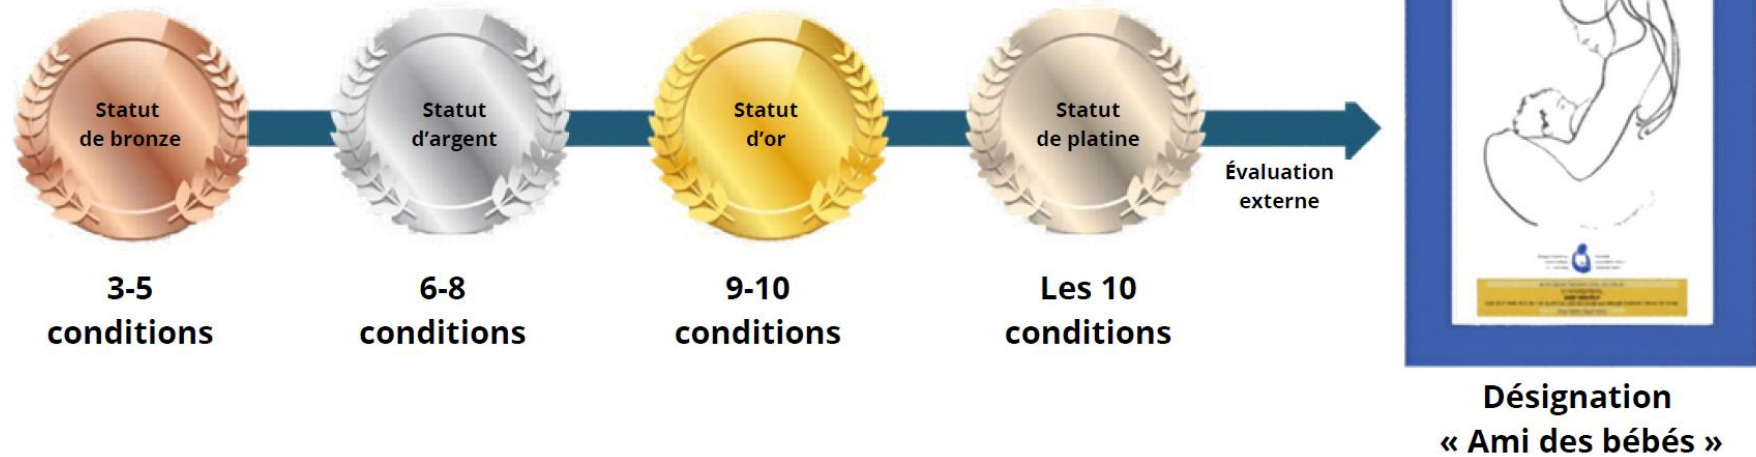 Statut
de bronze
Statut
d’argent
Statut
d’or
Statut
de platine
Évaluation
externe
3-5
conditions
6-8
conditions
9-10
conditions
Les 10
conditions
Désignation
« Ami des bébés »